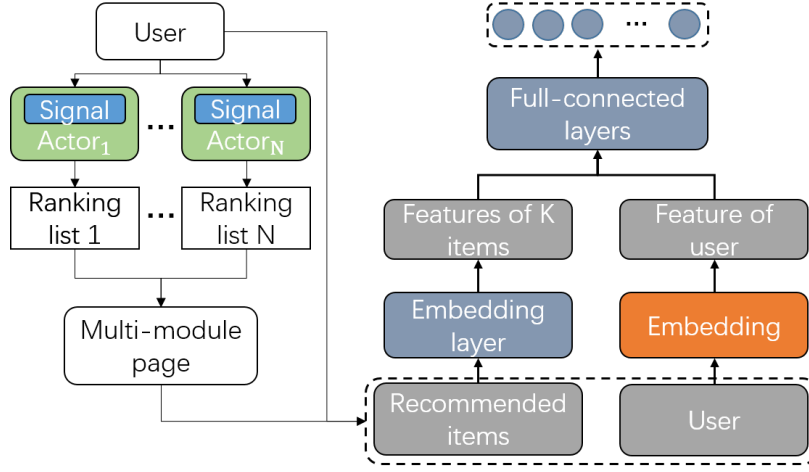 User
Signal
Actor₁
...
Signal
Actor_N
Ranking
list 1
...
Ranking
list N
Multi-module
page
...
Full-connected
layers
Features of K
items
Feature of
user
Embedding
layer
Embedding
Recommended
items
User